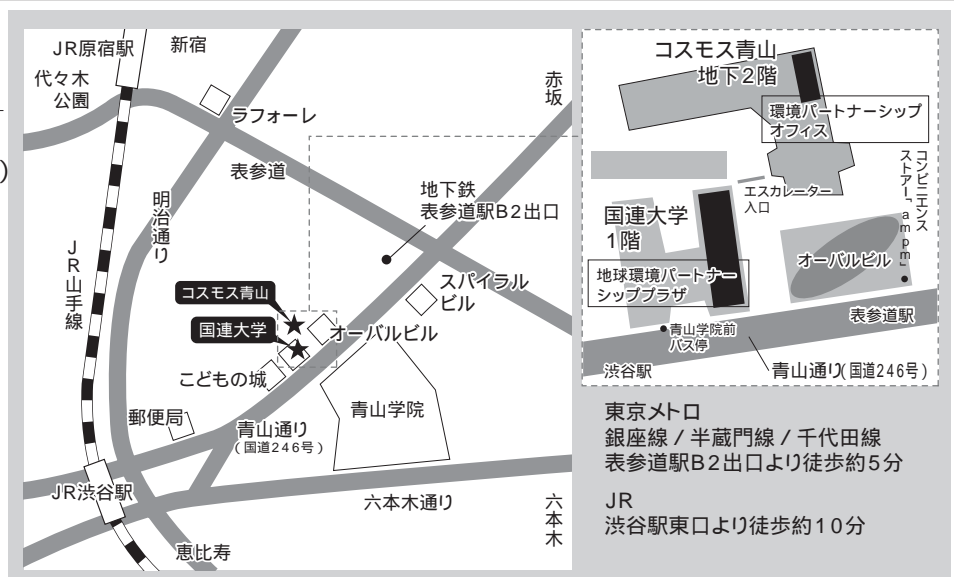 )
JR原宿駅
新宿
代々木
公園
赤坂
ラフォーレ
表参道
地下鉄
表参道駅B2出口
明治通り
JR山手線
スパイラル
ビル
コスモス青山
国連大学
オーバルビル
こどもの城
郵便局
青山通り
(国道246号)
青山学院
JR渋谷駅
六本木通り
六本木
恵比寿
コスモス青山
地下2階
環境パートナーシップ
オフィス
エスカレーター
入口
コンビニエンス
ストアー「ampm」
国連大学
1階
地球環境パートナー
シッププラザ
オーバルビル
表参道駅
青山学院前
バス停
渋谷駅
青山通り(国道246号)
東京メトロ
銀座線/半蔵門線/千代田線
表参道駅B2出口より徒歩約5分
JR
渋谷駅東口より徒歩約10分